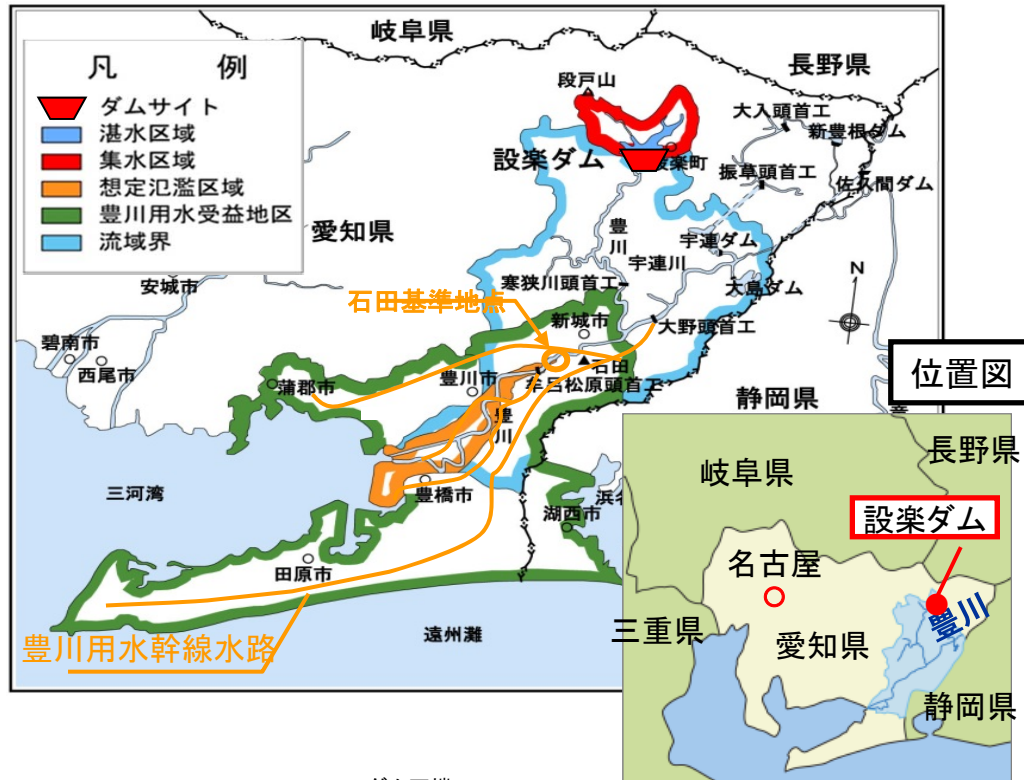 岐阜県
長野県
凡 例
ダムサイト
湛水区域
集水区域
想定氾濫区域
豊川用水受益地区
流域界
段戸山
設楽ダム
設楽町
大入頭首工
新豊根ダム
振草頭首工
佐久間ダム
愛知県
豊川
宇連ダム
宇連川
大島ダム
寒狭川頭首工
N
安城市
石田基準地点
新城市
大野頭首工
碧南市
西尾市
石田
牟呂松原頭首工
豊川市
蒲郡市
静岡県
豊川
三河湾
豊橋市
湖西市
田原市
遠州灘
豊川用水幹線水路
位置図
岐阜県
長野県
設楽ダム
名古屋
豊川
三重県
愛知県
静岡県